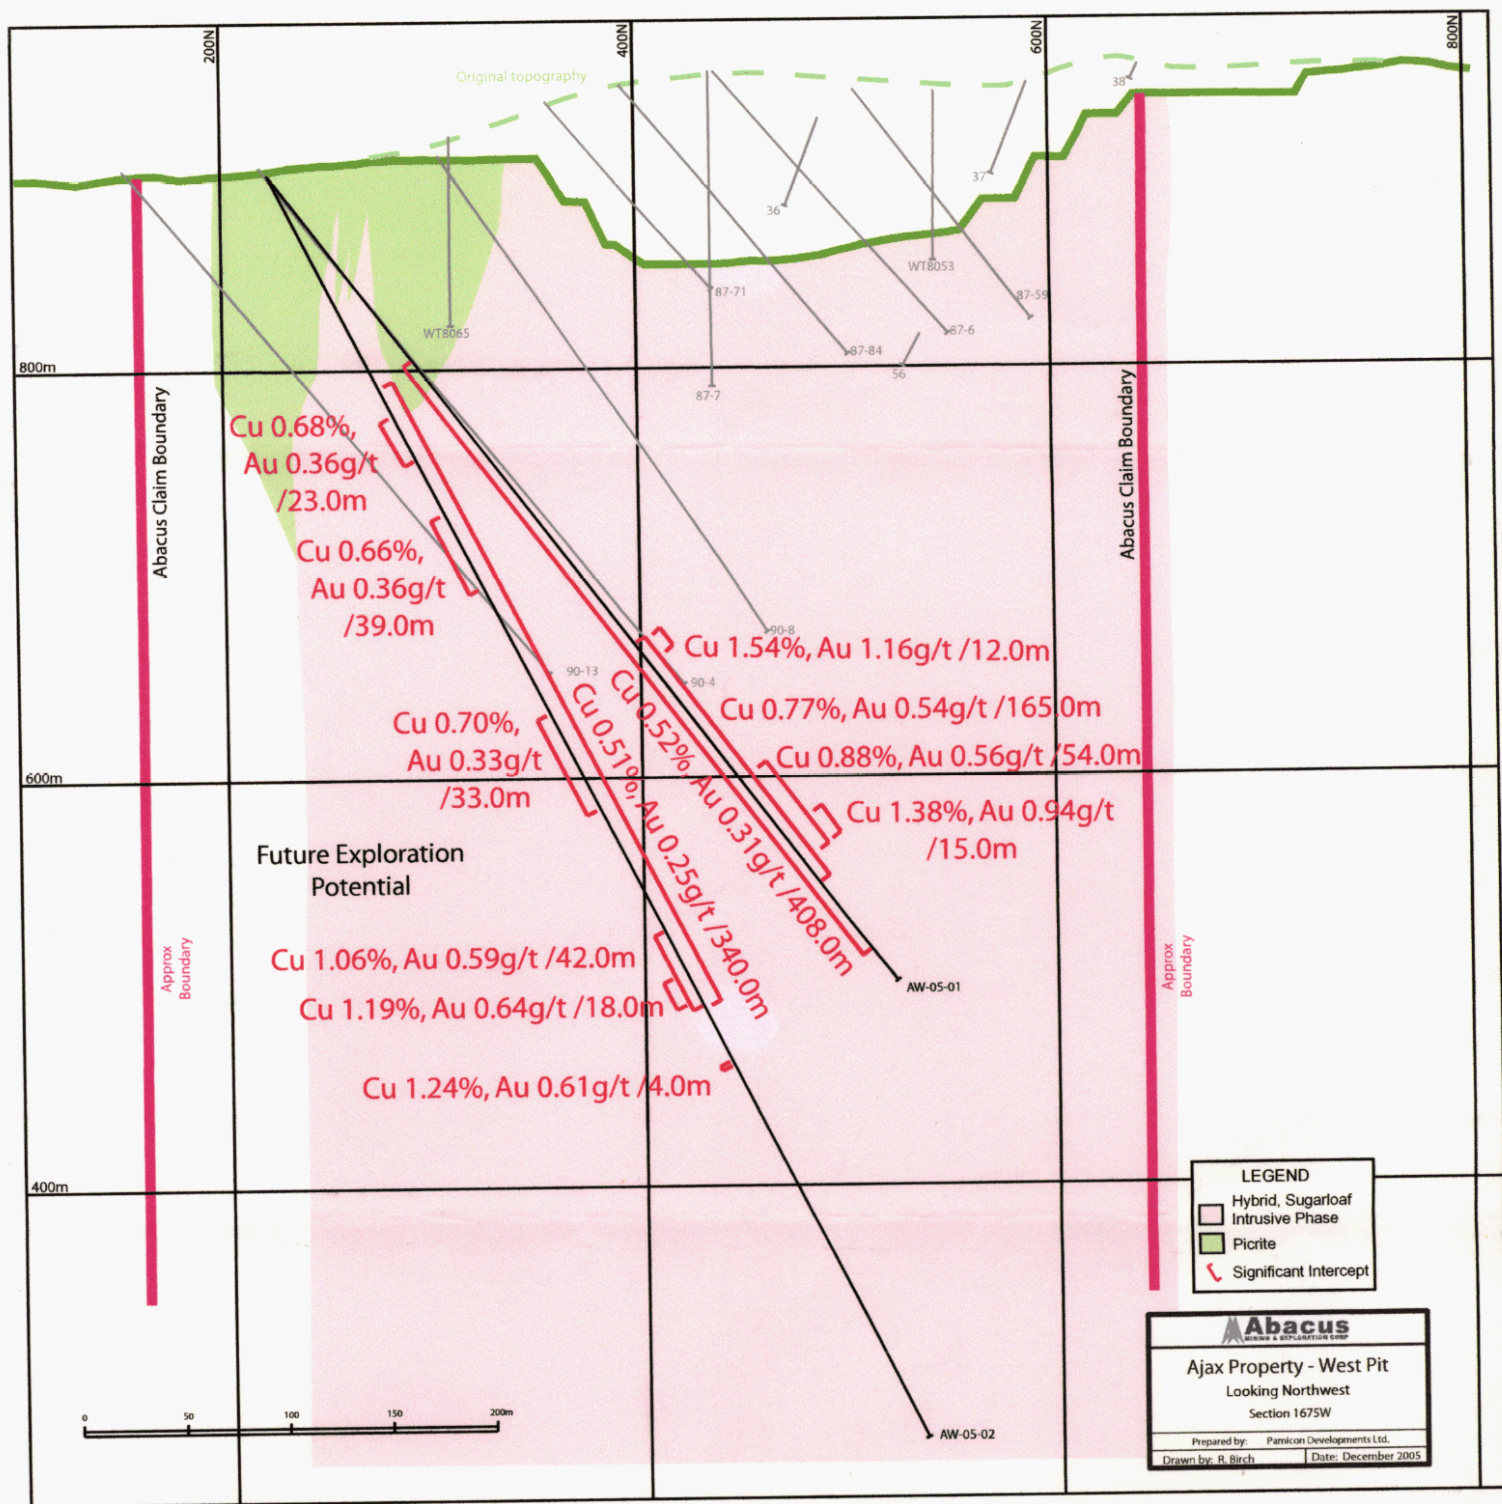 200N
400N
600N
800N
Original topography
38
37
36
WT8053
87-71
87-59
WT8065
87-6
87-84
56
87-7
800m
Abacus Claim Boundary
Abacus Claim Boundary
Cu 0.68%,
Au 0.36g/t
/23.0m
Cu 0.66%,
Au 0.36g/t
/39.0m
90-8
Cu 1.54%, Au 1.16g/t /12.0m
90-13
90-4
Cu 0.77%, Au 0.54g/t /165.0m
Cu 0.70%,
Au 0.33g/t
/33.0m
Cu 0.51%, Au 0.25g/t /340.0m
Cu 0.52%, Au 0.31g/t /408.0m
Cu 0.88%, Au 0.56g/t /54.0m
600m
Cu 1.38%, Au 0.94g/t
/15.0m
Future Exploration
Potential
Approx
Boundary
Approx
Boundary
Cu 1.06%, Au 0.59g/t /42.0m
AW-05-01
Cu 1.19%, Au 0.64g/t /18.0m
Cu 1.24%, Au 0.61g/t /4.0m
400m
LEGEND
Hybrid, Sugarloaf
Intrusive Phase
Picrite
Significant Intercept
Abacus
MINING & EXPLORATION CORP
Ajax Property - West Pit
Looking Northwest
Section 1675W
Prepared by: Pamicon Developments Ltd.
Drawn by: R. Birch Date: December 2005
0 50 100 150 200m
AW-05-02